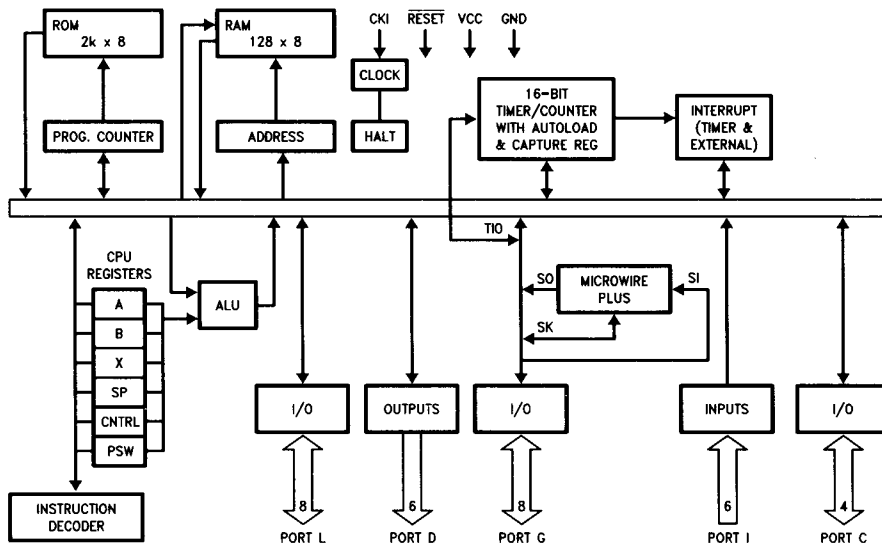 ROM
2k x 8
RAM
128 x 8
CKI
RESET
VCC
GND
CLOCK
HALT
PROG. COUNTER
ADDRESS
16-BIT
TIMER/COUNTER
WITH AUTOLOAD
& CAPTURE REG
INTERRUPT
(TIMER &
EXTERNAL)
TIO
CPU
REGISTERS
A
B
X
SP
CNTRL
PSW
ALU
SO
MICROWIRE
PLUS
SI
SK
I/O
OUTPUTS
I/O
INPUTS
I/O
INSTRUCTION
DECODER
8
6
8
6
4
PORT L
PORT D
PORT G
PORT I
PORT C